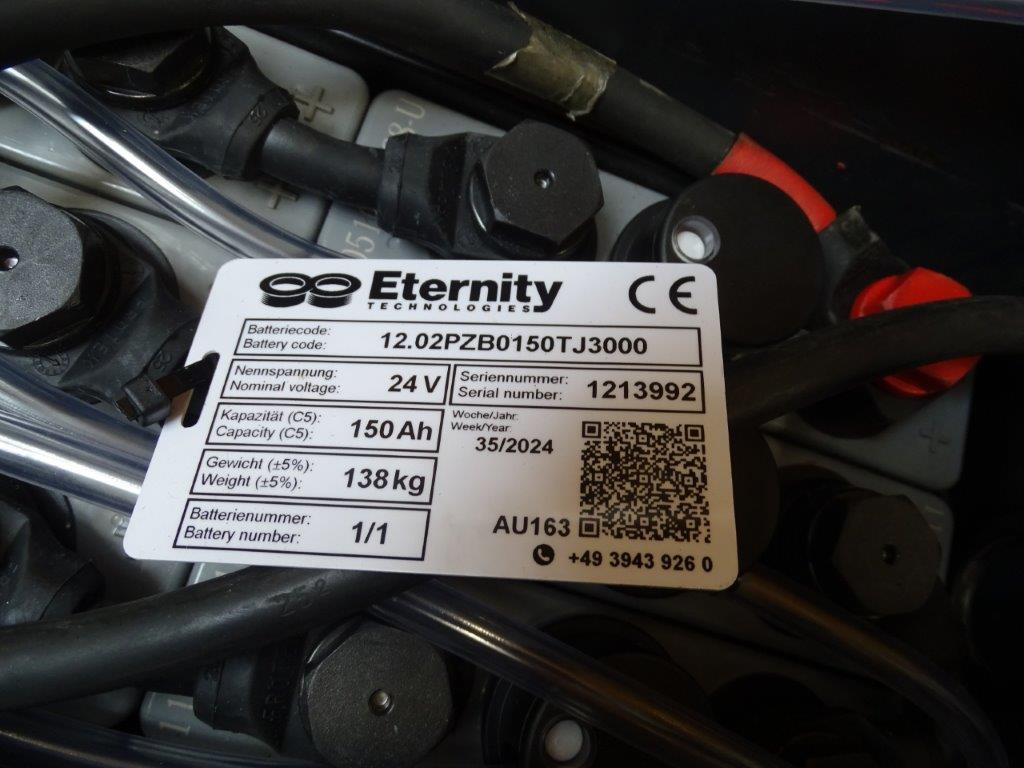 Eternity
TECHNOLOGIES
CE
Batteriecode:
Battery code:
12.02PZB0150TJ3000
Nennspannung:
Nominal voltage:
24 V
Seriennummer:
Serial number:
1213992
Kapazität (C5):
Capacity (C5):
150 Ah
Woche/Jahr:
Week/Year:
35/2024
Gewicht (±5%):
Weight (±5%):
138 kg
Batterienummer:
Battery number:
1/1
AU163
+49 3943 926 0